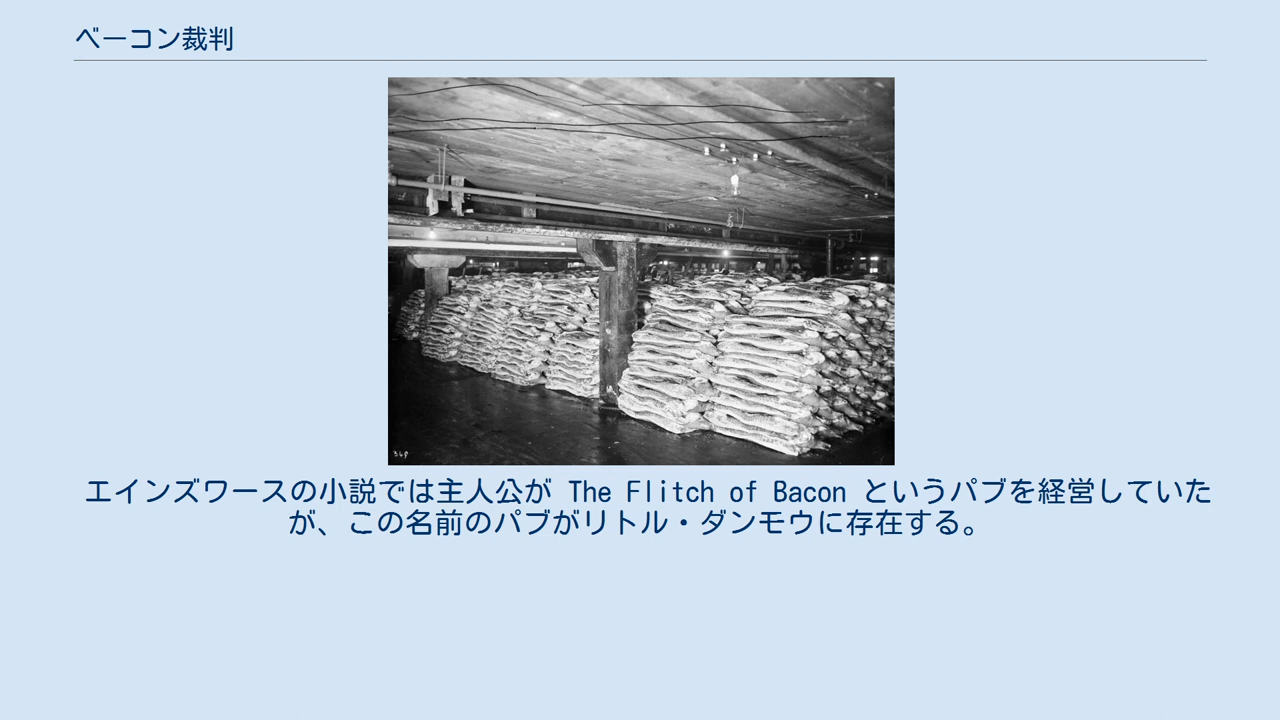 ベーコン裁判
エインズワースの小説では主人公が The Flitch of Bacon というパブを経営していた
が、この名前のパブがリトル・ダンモウに存在する。